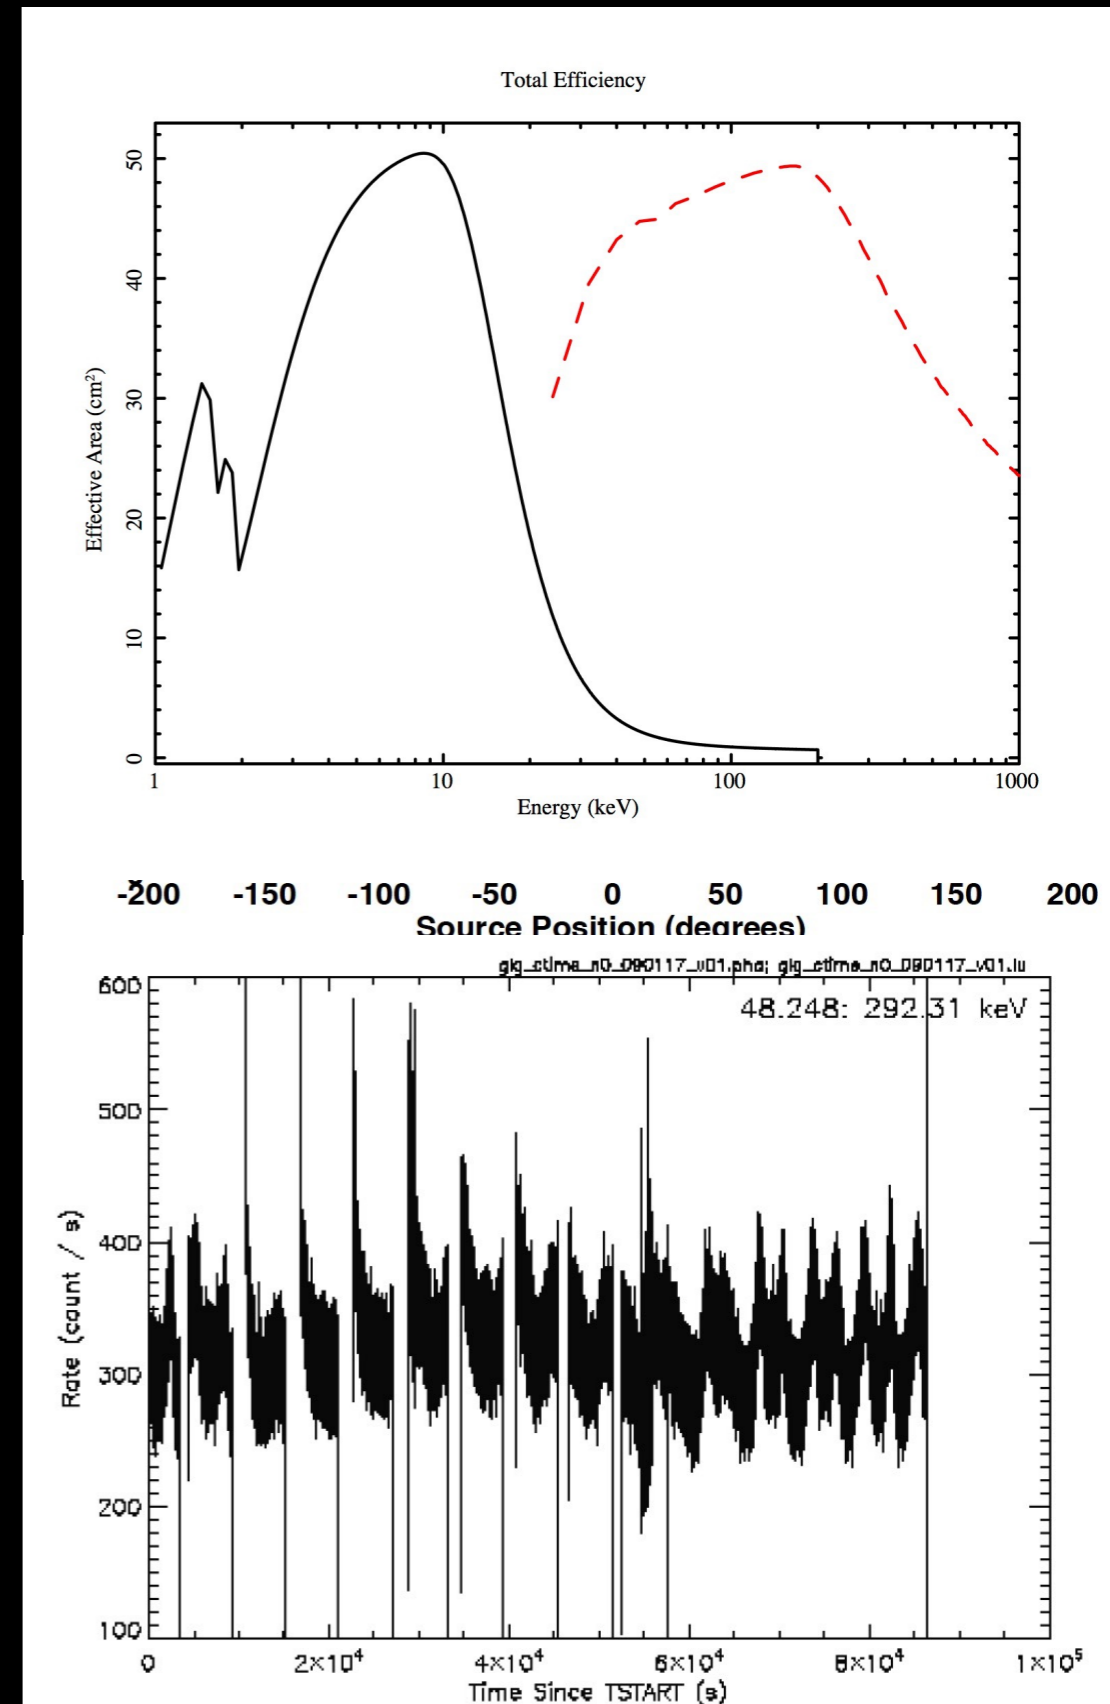 Total Efficiency
50
40
30
20
10
0
Effective Area (cm²)
1 10 100 1000
Energy (keV)
-200 -150 -100 -50 0 50 100 150 200
Source Position (degrees)
glg_ctime_n0_090117_v01.pha; glg_ctime_n0_090117_v01.lu
48.248: 292.31 keV
600
500
400
300
200
100
Rate (count / s)
0 2×10⁴ 4×10⁴ 6×10⁴ 8×10⁴ 1×10⁵
Time Since TSTART (s)